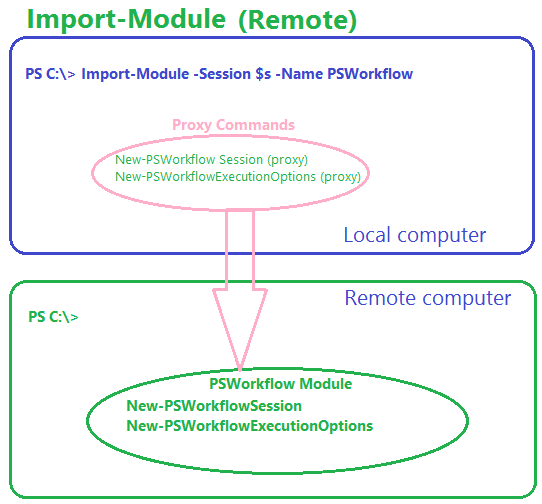 Import-Module (Remote)
PS C:\> Import-Module -Session $s -Name PSWorkflow
Proxy Commands
New-PSWorkflow Session (proxy)
New-PSWorkflowExecutionOptions (proxy)
Local computer
Remote computer
PS C:\>
PSWorkflow Module
New-PSWorkflowSession
New-PSWorkflowExecutionOptions